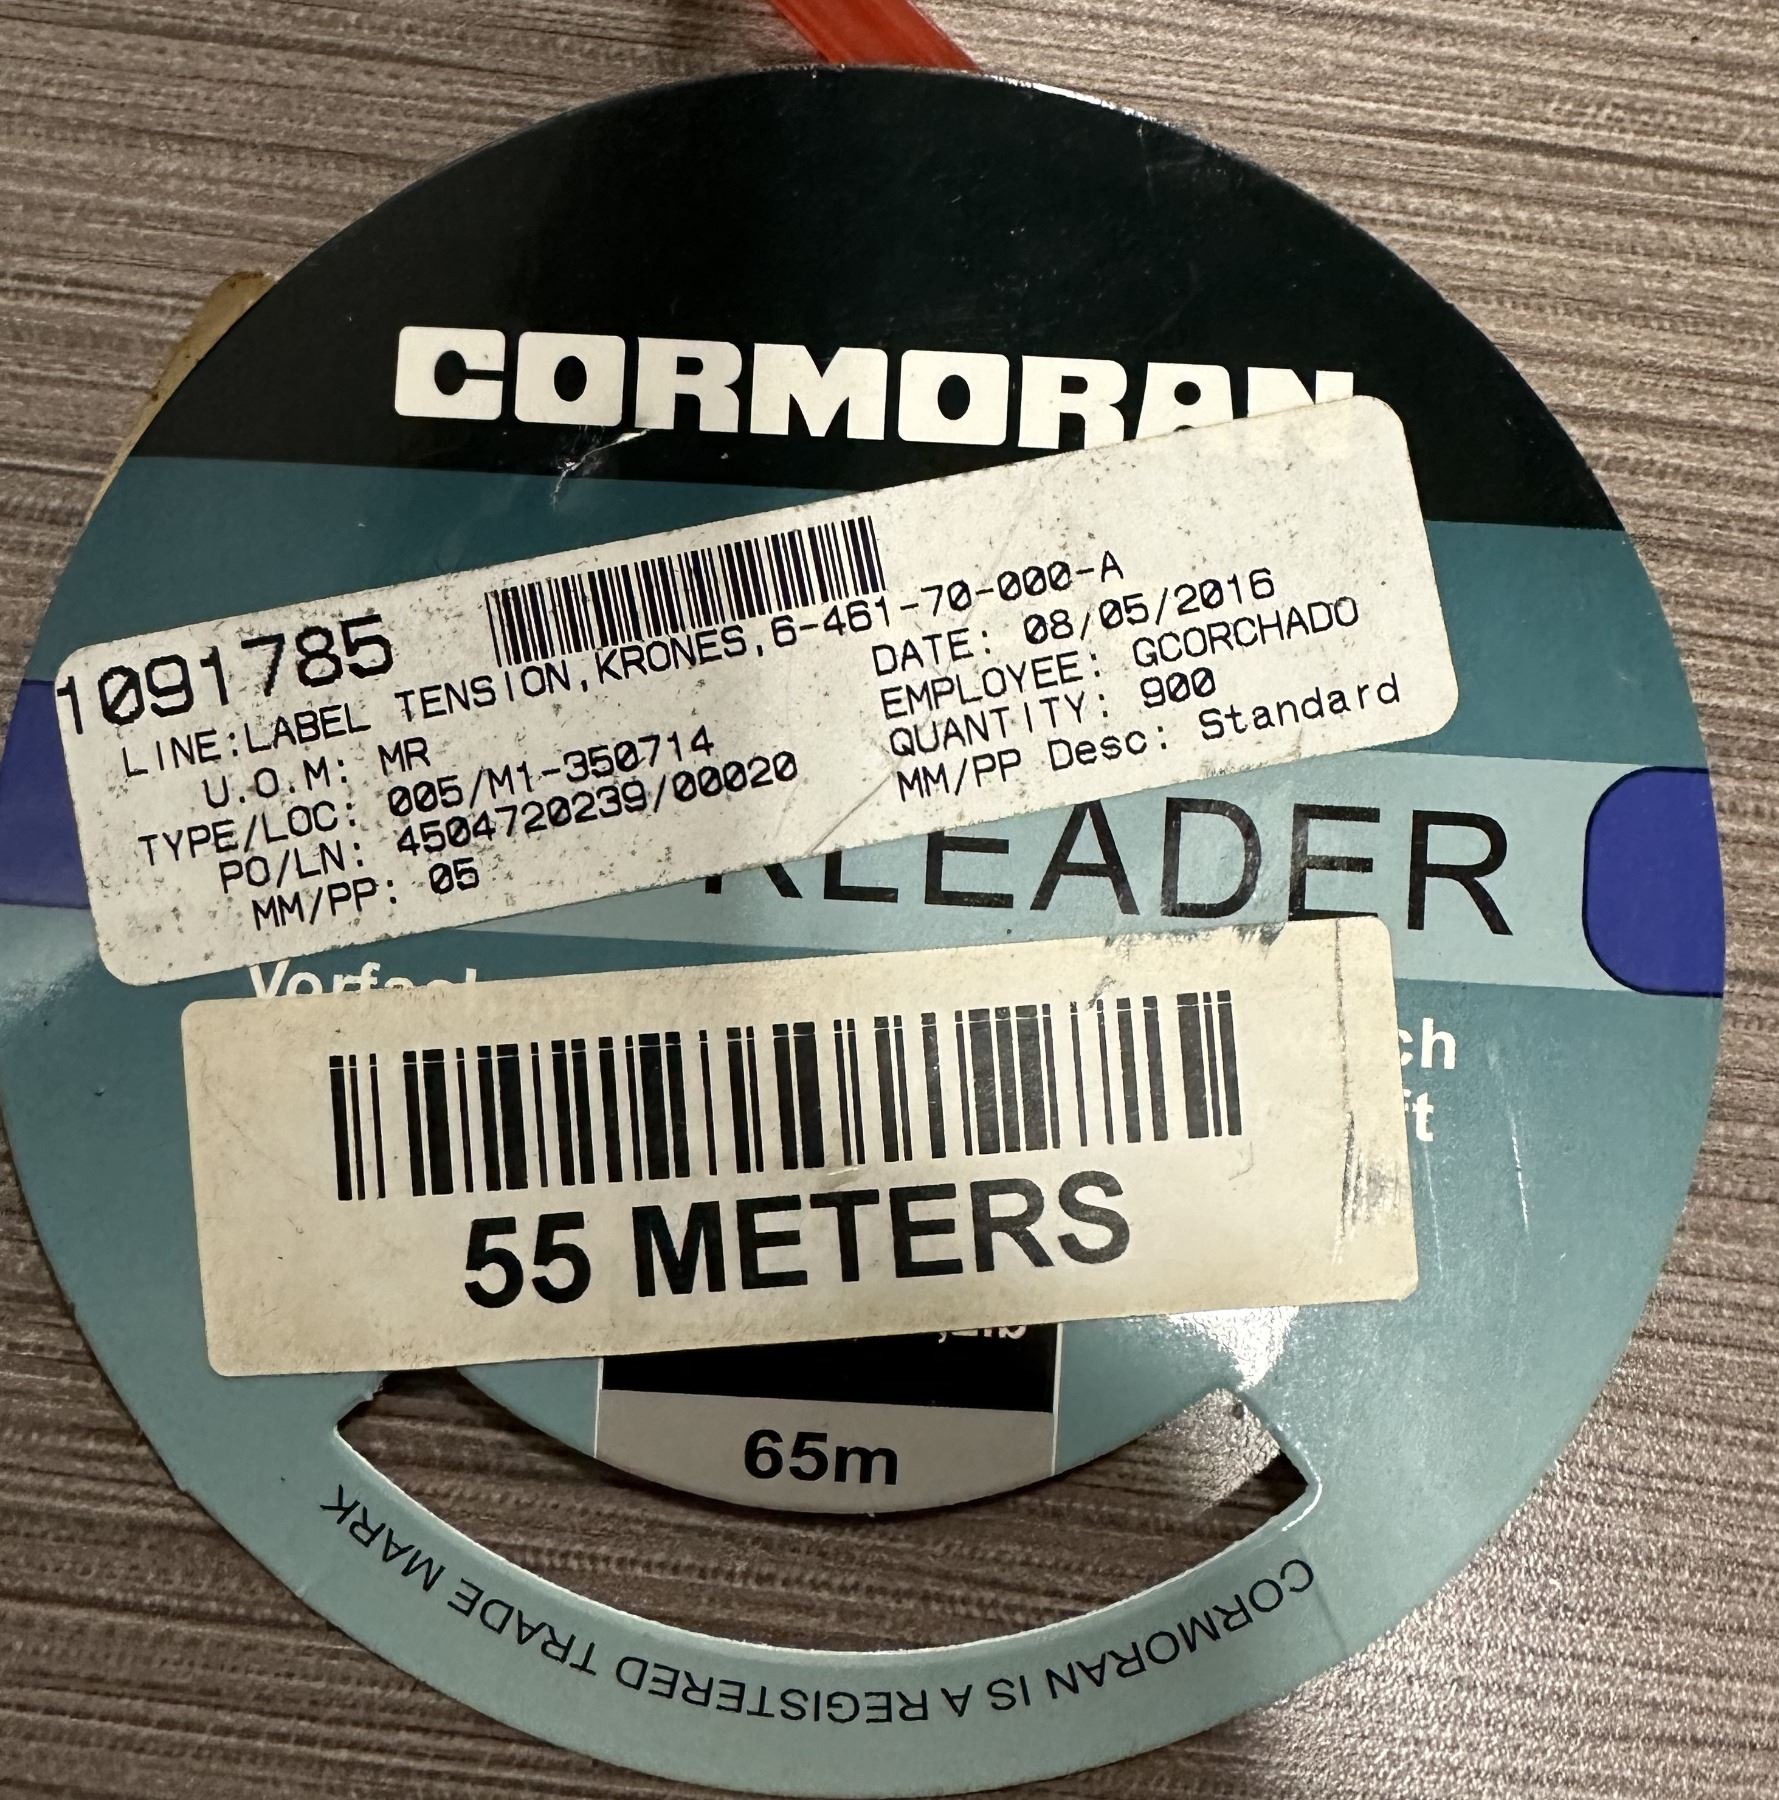 CORMORAN
1091785
LINE:LABEL TENSION,KRONES,6-461-70-000-A
U.O.M: MR
DATE: 08/05/2016
TYPE/LOC: 005/M1-350714
EMPLOYEE: GCORCHADO
PO/LN: 4504720239/00020
QUANTITY: 900
MM/PP: 05
MM/PP Desc: Standard
LEADER
55 METERS
65m
CORMORAN IS A REGISTERED TRADE MARK